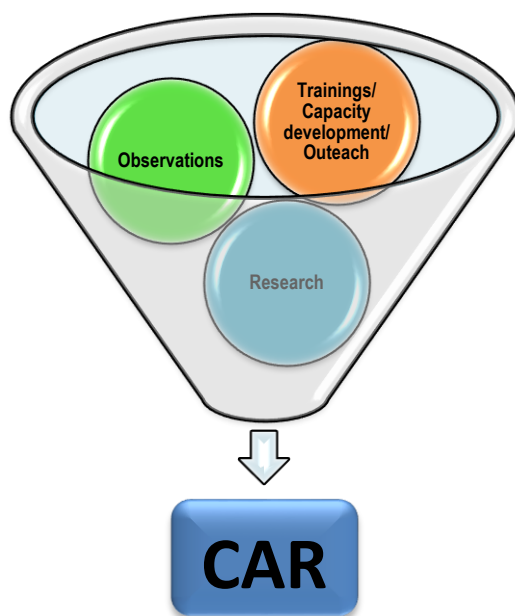 Trainings/
Capacity
development/
Outeach
Observations
Research
CAR